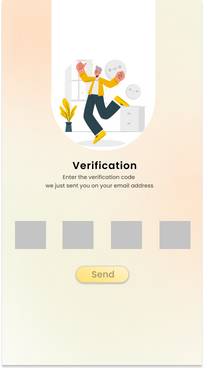 Verification
Enter the verification code
we just sent you on your email address
Send